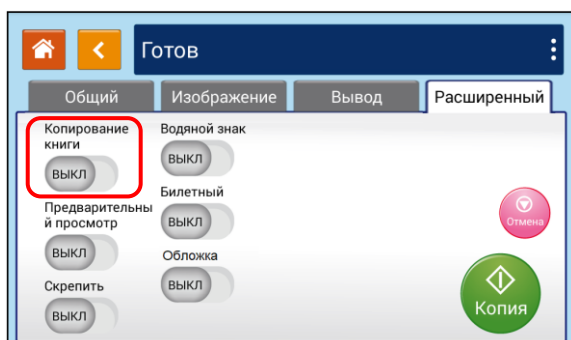 Готов
Общий
Изображение
Вывод
Расширенный
Копирование
книги
ВЫКЛ
Предварительны
й просмотр
ВЫКЛ
Скрепить
ВЫКЛ
Водяной знак
ВЫКЛ
Билетный
ВЫКЛ
Обложка
ВЫКЛ
Отмена
Копия